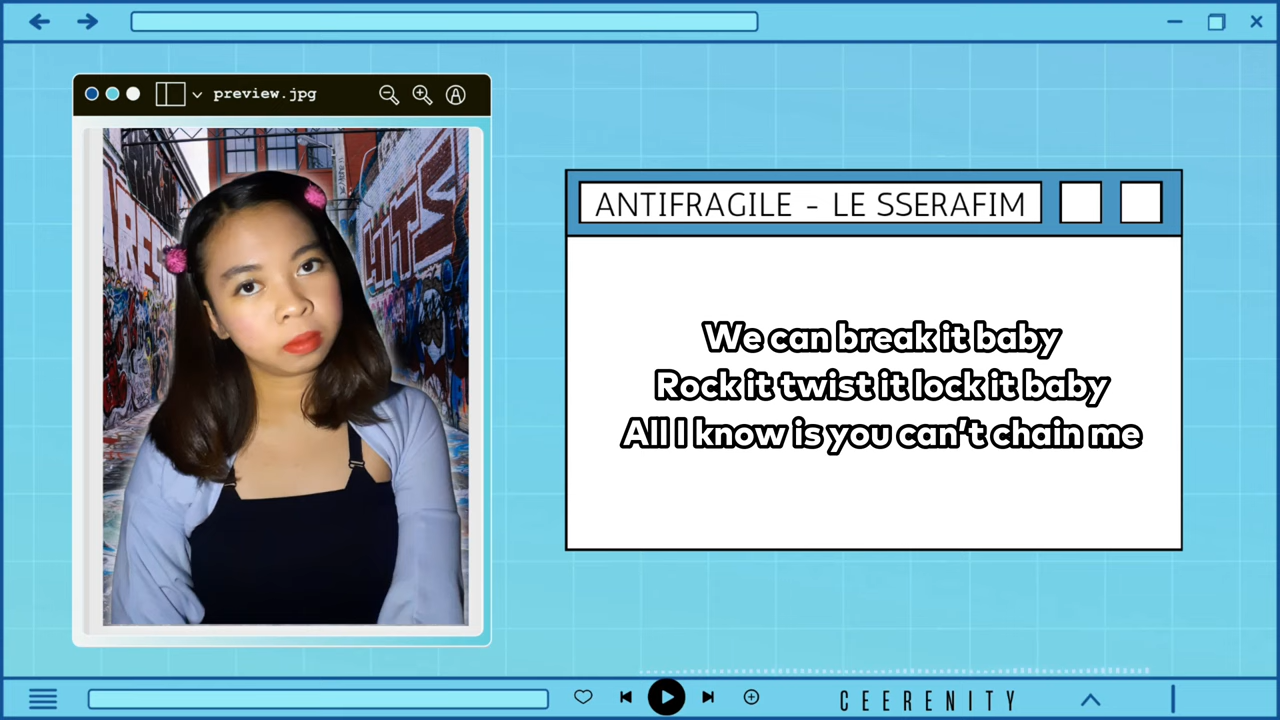 preview.jpg
ANTIFRAGILE - LE SSERAFIM
We can break it baby
Rock it twist it lock it baby
All I know is you can't chain me
CEERENITY